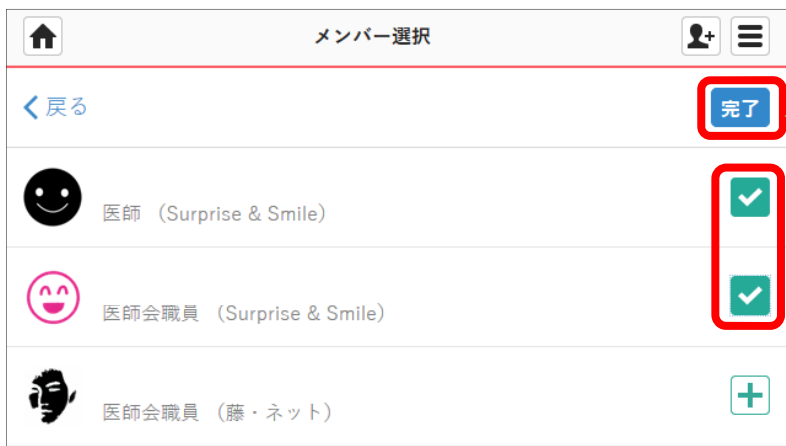 メンバー選択
戻る
完了
医師 (Surprise & Smile)
医師会職員 (Surprise & Smile)
医師会職員 (藤・ネット)